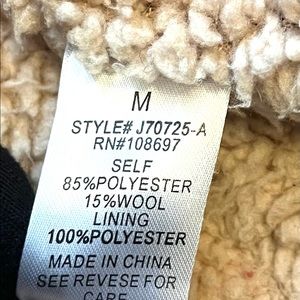 M
STYLE# J70725-A
RN#108697
SELF
85%POLYESTER
15%WOOL
LINING
100%POLYESTER
MADE IN CHINA
SEE REVESE FOR
CARE